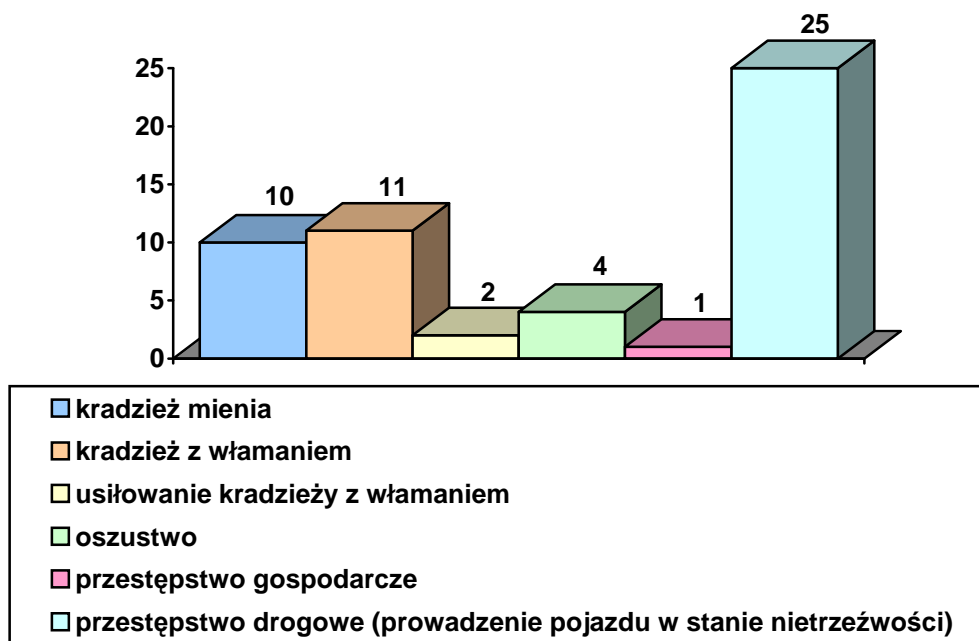 25
25
20
15
10
5
0
10
11
2
4
1
kradzież mienia
kradzież z włamaniem
usiłowanie kradzieży z włamaniem
oszustwo
przestępstwo gospodarcze
przestępstwo drogowe (prowadzenie pojazdu w stanie nietrzeźwości)